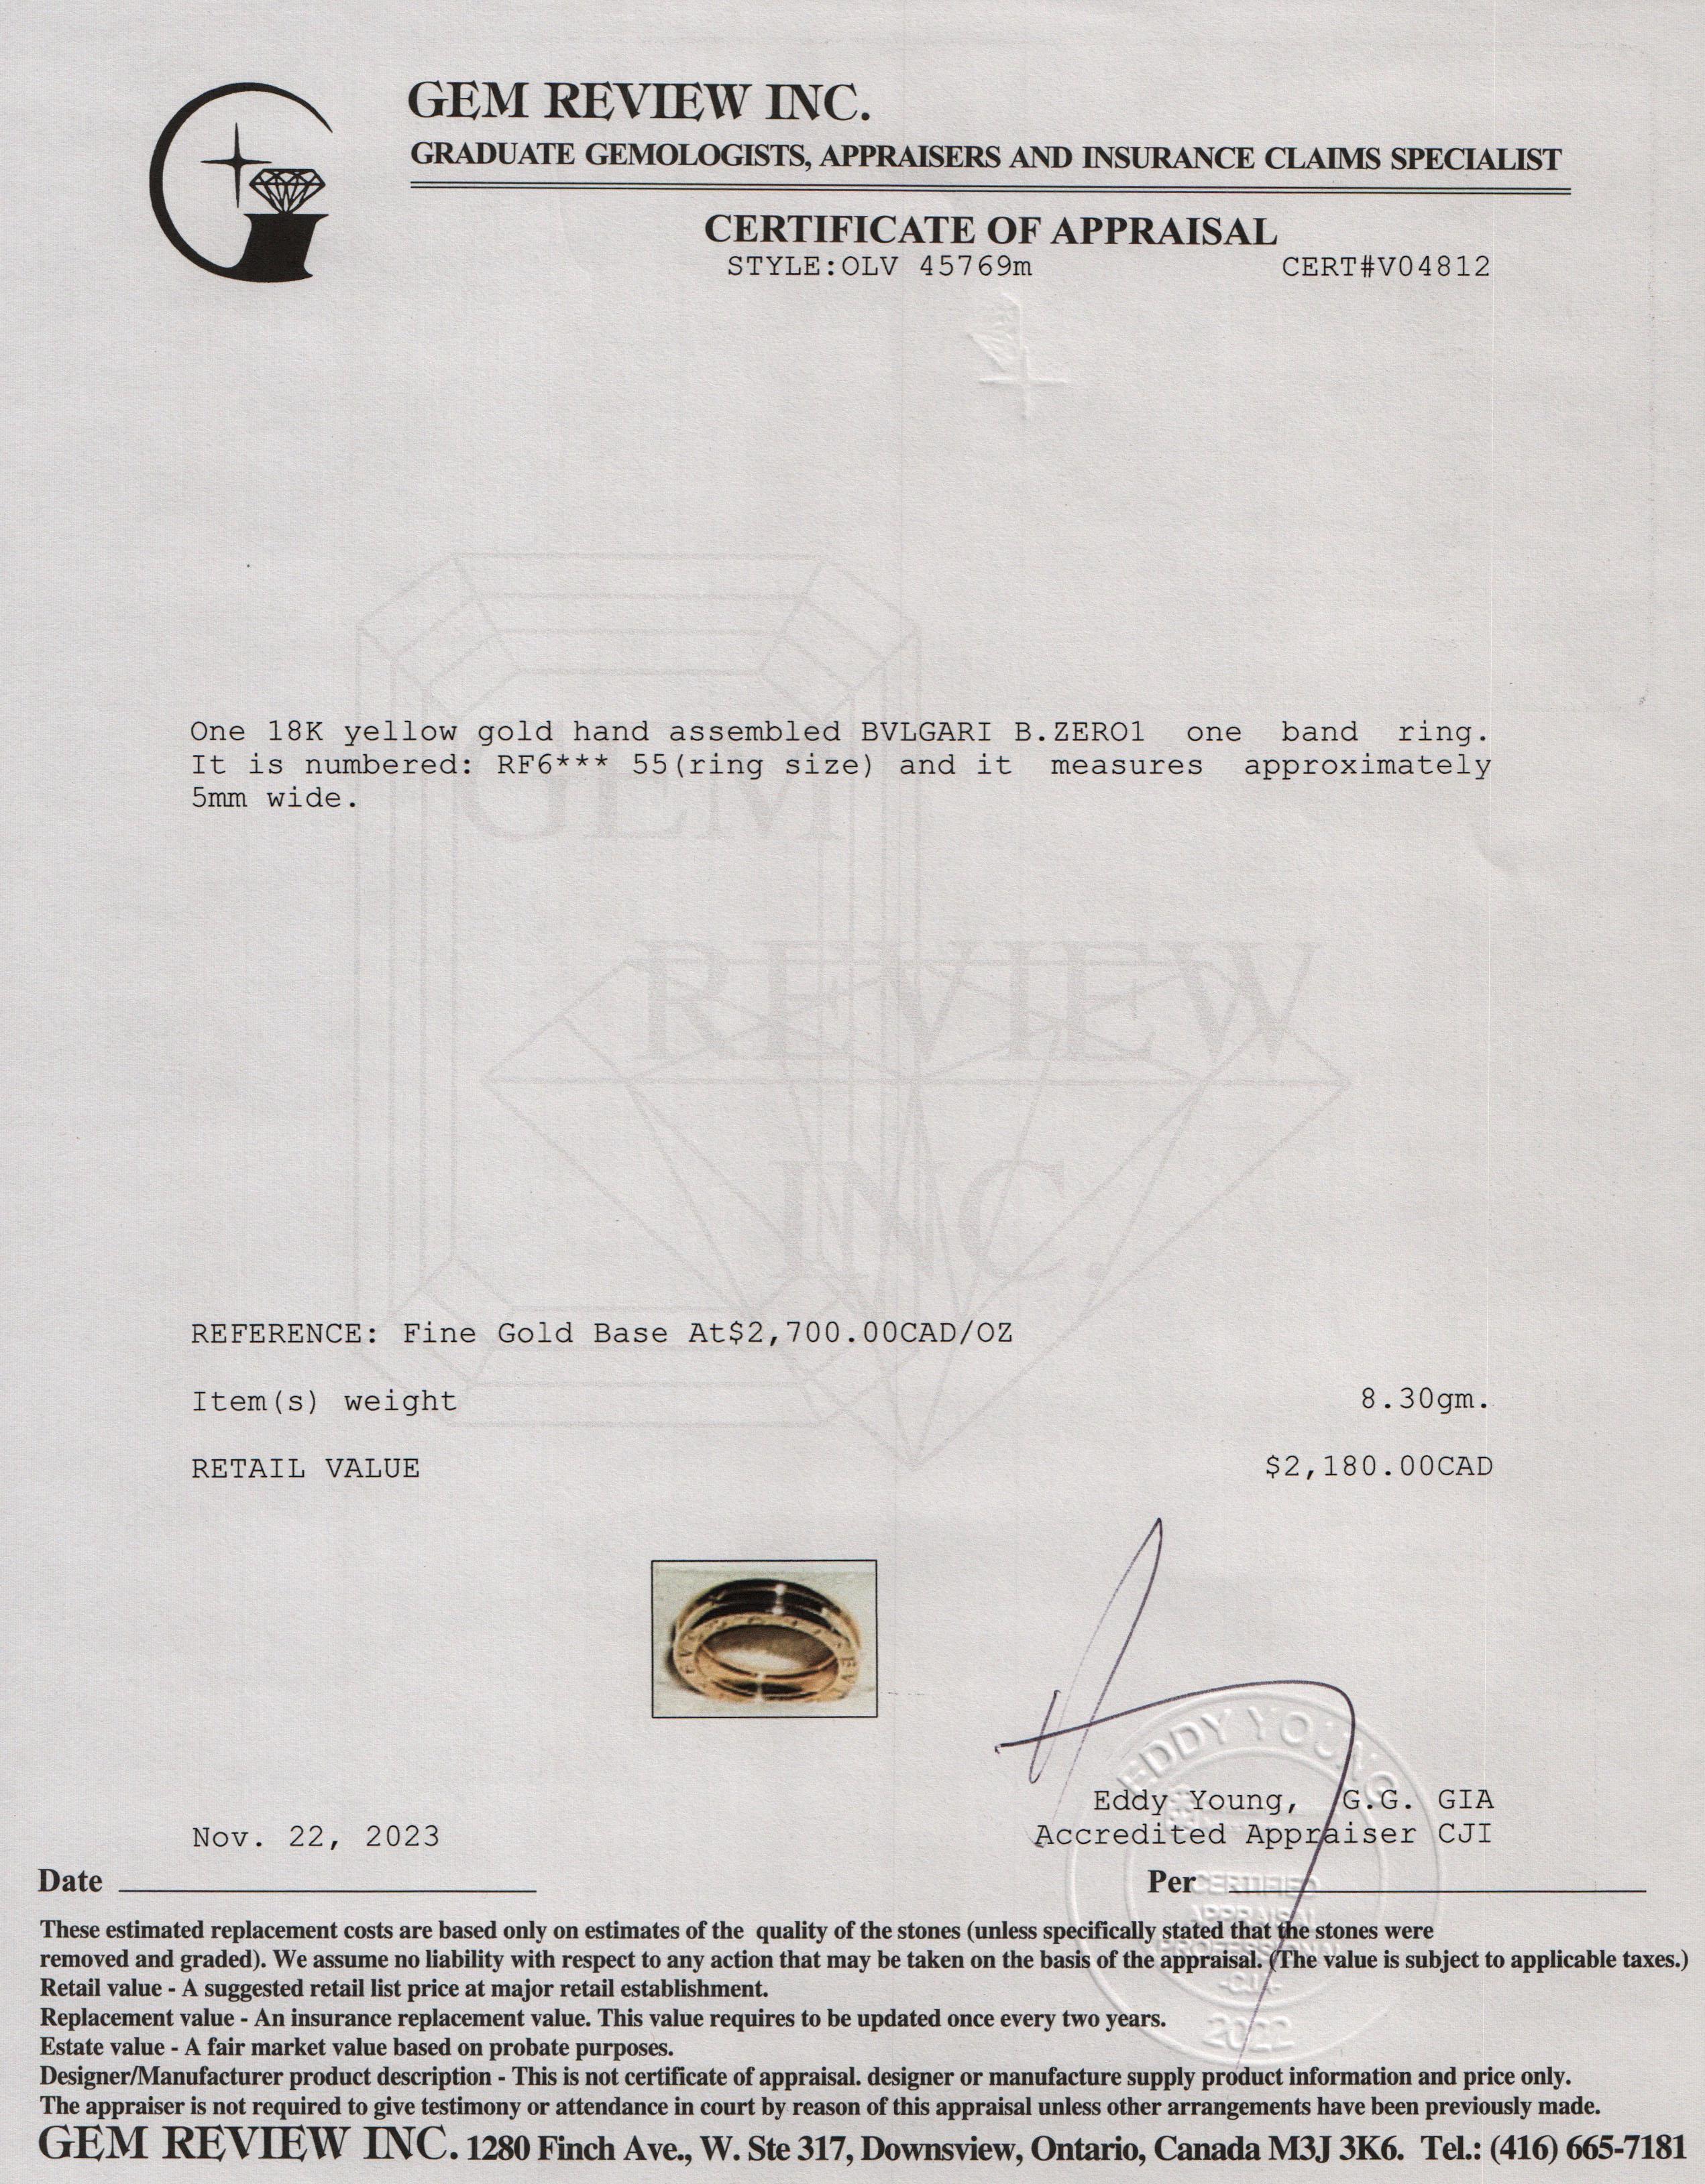 GEM REVIEW INC.
GRADUATE GEMOLOGISTS, APPRAISERS AND INSURANCE CLAIMS SPECIALIST
CERTIFICATE OF APPRAISAL
STYLE:OLV 45769m CERT#V04812
One 18K yellow gold hand assembled BVLGARI B.ZERO1 one band ring.
It is numbered: RF6*** 55(ring size) and it measures approximately
5mm wide.
GEM
REVIEW
INC.
REFERENCE: Fine Gold Base At$2,700.00CAD/OZ
Item(s) weight 8.30gm.
RETAIL VALUE $2,180.00CAD
EDDY YOUNG
Eddy Young, G.G. GIA
Nov. 22, 2023 Accredited Appraiser CJI
Date Per
CERTIFIED
APPRAISAL
PROFESSIONAL
2022
These estimated replacement costs are based only on estimates of the quality of the stones (unless specifically stated that the stones were
removed and graded). We assume no liability with respect to any action that may be taken on the basis of the appraisal. (The value is subject to applicable taxes.)
Retail value - A suggested retail list price at major retail establishment.
Replacement value - An insurance replacement value. This value requires to be updated once every two years.
Estate value - A fair market value based on probate purposes.
Designer/Manufacturer product description - This is not certificate of appraisal. designer or manufacture supply product information and price only.
The appraiser is not required to give testimony or attendance in court by reason of this appraisal unless other arrangements have been previously made.
GEM REVIEW INC. 1280 Finch Ave., W. Ste 317, Downsview, Ontario, Canada M3J 3K6. Tel.: (416) 665-7181